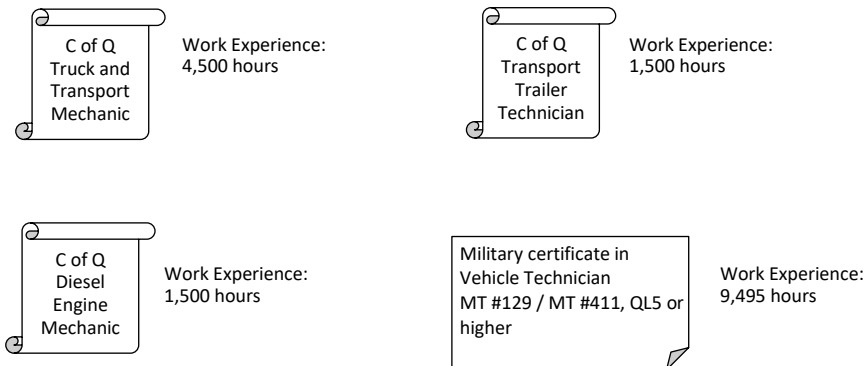 C of Q
Truck and
Transport
Mechanic
Work Experience:
4,500 hours
C of Q
Transport
Trailer
Technician
Work Experience:
1,500 hours
C of Q
Diesel
Engine
Mechanic
Work Experience:
1,500 hours
Military certificate in
Vehicle Technician
MT #129 / MT #411, QL5 or
higher
Work Experience:
9,495 hours